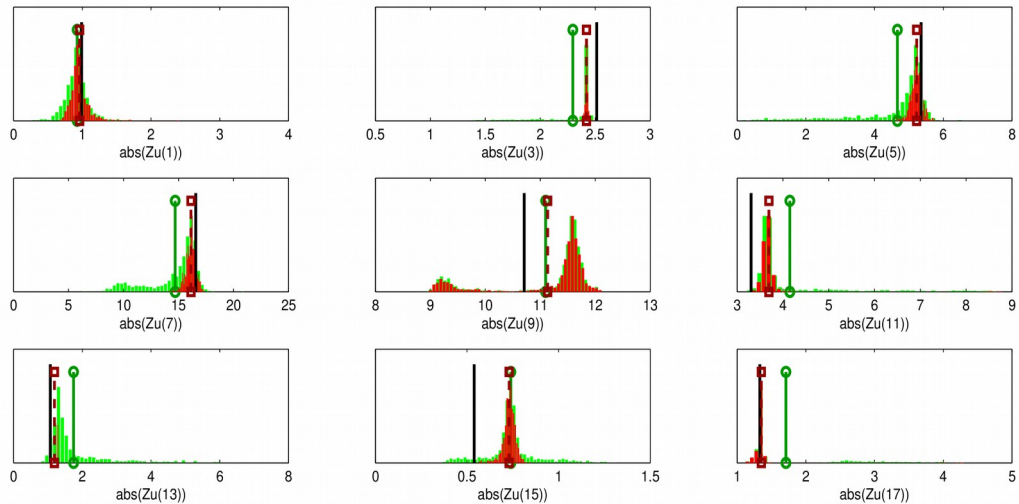 0 1 2 3 4
abs(Zu(1))
0.5 1 1.5 2 2.5 3
abs(Zu(3))
0 2 4 6 8
abs(Zu(5))
0 5 10 15 20 25
abs(Zu(7))
8 9 10 11 12 13
abs(Zu(9))
3 4 5 6 7 8 9
abs(Zu(11))
0 2 4 6 8
abs(Zu(13))
0 0.5 1 1.5
abs(Zu(15))
1 2 3 4 5
abs(Zu(17))